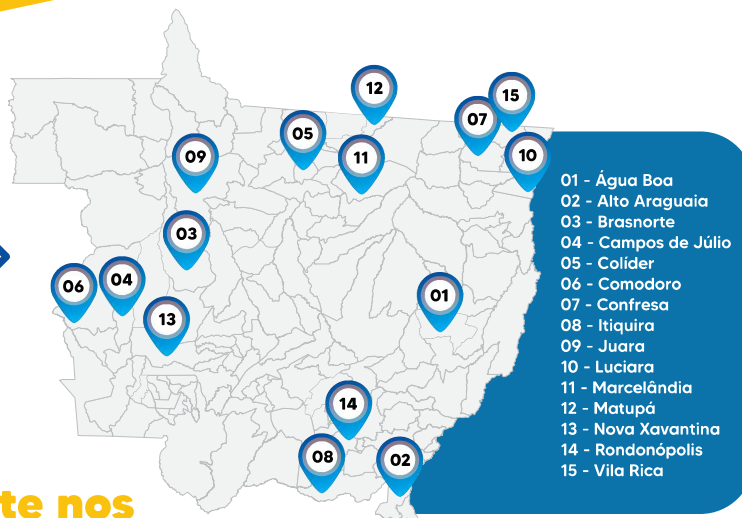 12
15
07
05
11
10
09
03
04
06
01
13
14
08
02
01 - Água Boa
02 - Alto Araguaia
03 - Brasnorte
04 - Campos de Júlio
05 - Colíder
06 - Comodoro
07 - Confresa
08 - Itiquira
09 - Juara
10 - Luciara
11 - Marcelândia
12 - Matupá
13 - Nova Xavantina
14 - Rondonópolis
15 - Vila Rica
te nos